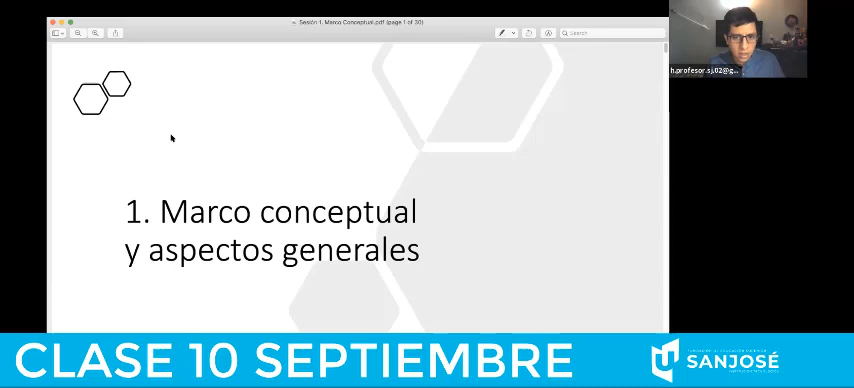 Sesión 1. Marco Conceptual.pdf (page 1 of 30)
Search
h.profesor.sj.02@g...
1. Marco conceptual
y aspectos generales
CLASE 10 SEPTIEMBRE
SANJOSÉ